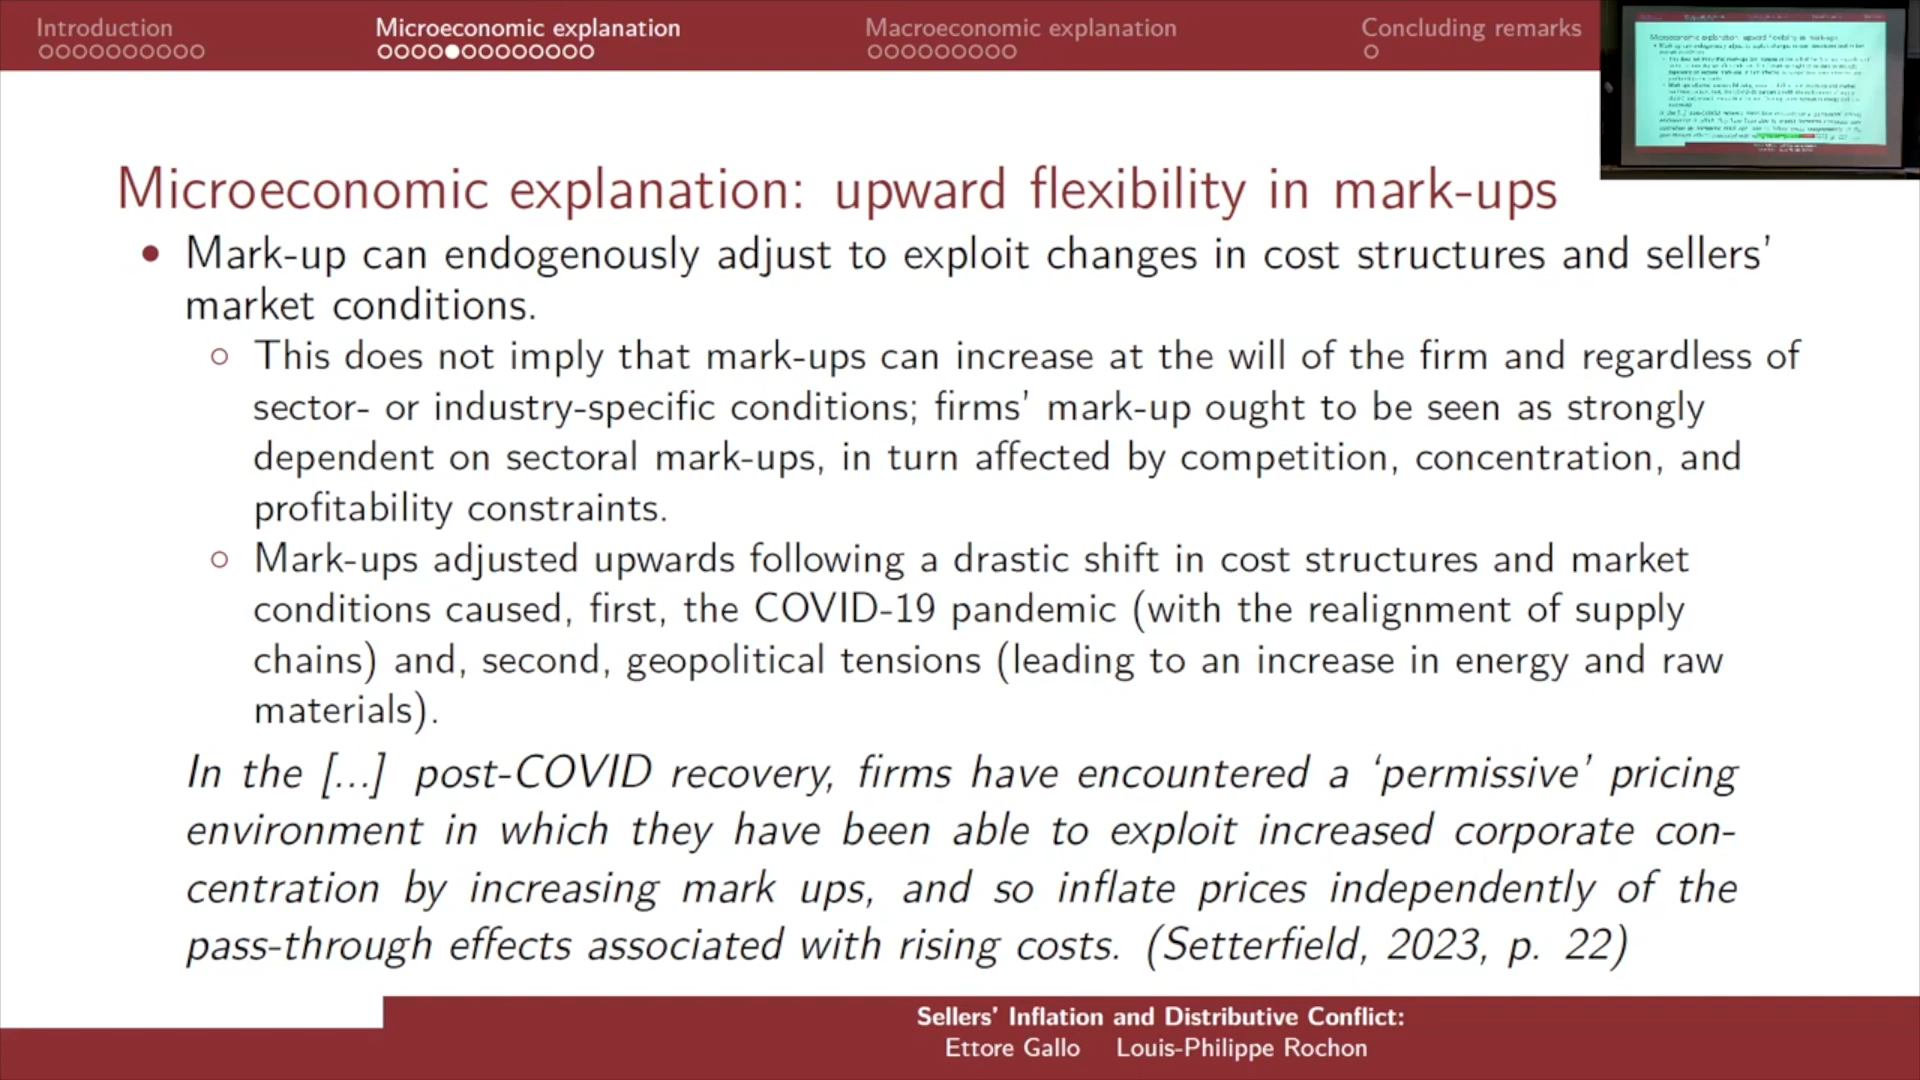 Introduction
Microeconomic explanation
Macroeconomic explanation
Concluding remarks
Microeconomic explanation: upward flexibility in mark-ups
• Mark-up can endogenously adjust to exploit changes in cost structures and sellers’
market conditions.
○ This does not imply that mark-ups can increase at the will of the firm and regardless of
sector- or industry-specific conditions; firms’ mark-up ought to be seen as strongly
dependent on sectoral mark-ups, in turn affected by competition, concentration, and
profitability constraints.
○ Mark-ups adjusted upwards following a drastic shift in cost structures and market
conditions caused, first, the COVID-19 pandemic (with the realignment of supply
chains) and, second, geopolitical tensions (leading to an increase in energy and raw
materials).
In the [...] post-COVID recovery, firms have encountered a ‘permissive’ pricing
environment in which they have been able to exploit increased corporate con-
centration by increasing mark ups, and so inflate prices independently of the
pass-through effects associated with rising costs. (Setterfield, 2023, p. 22)
Sellers’ Inflation and Distributive Conflict:
Ettore Gallo Louis-Philippe Rochon